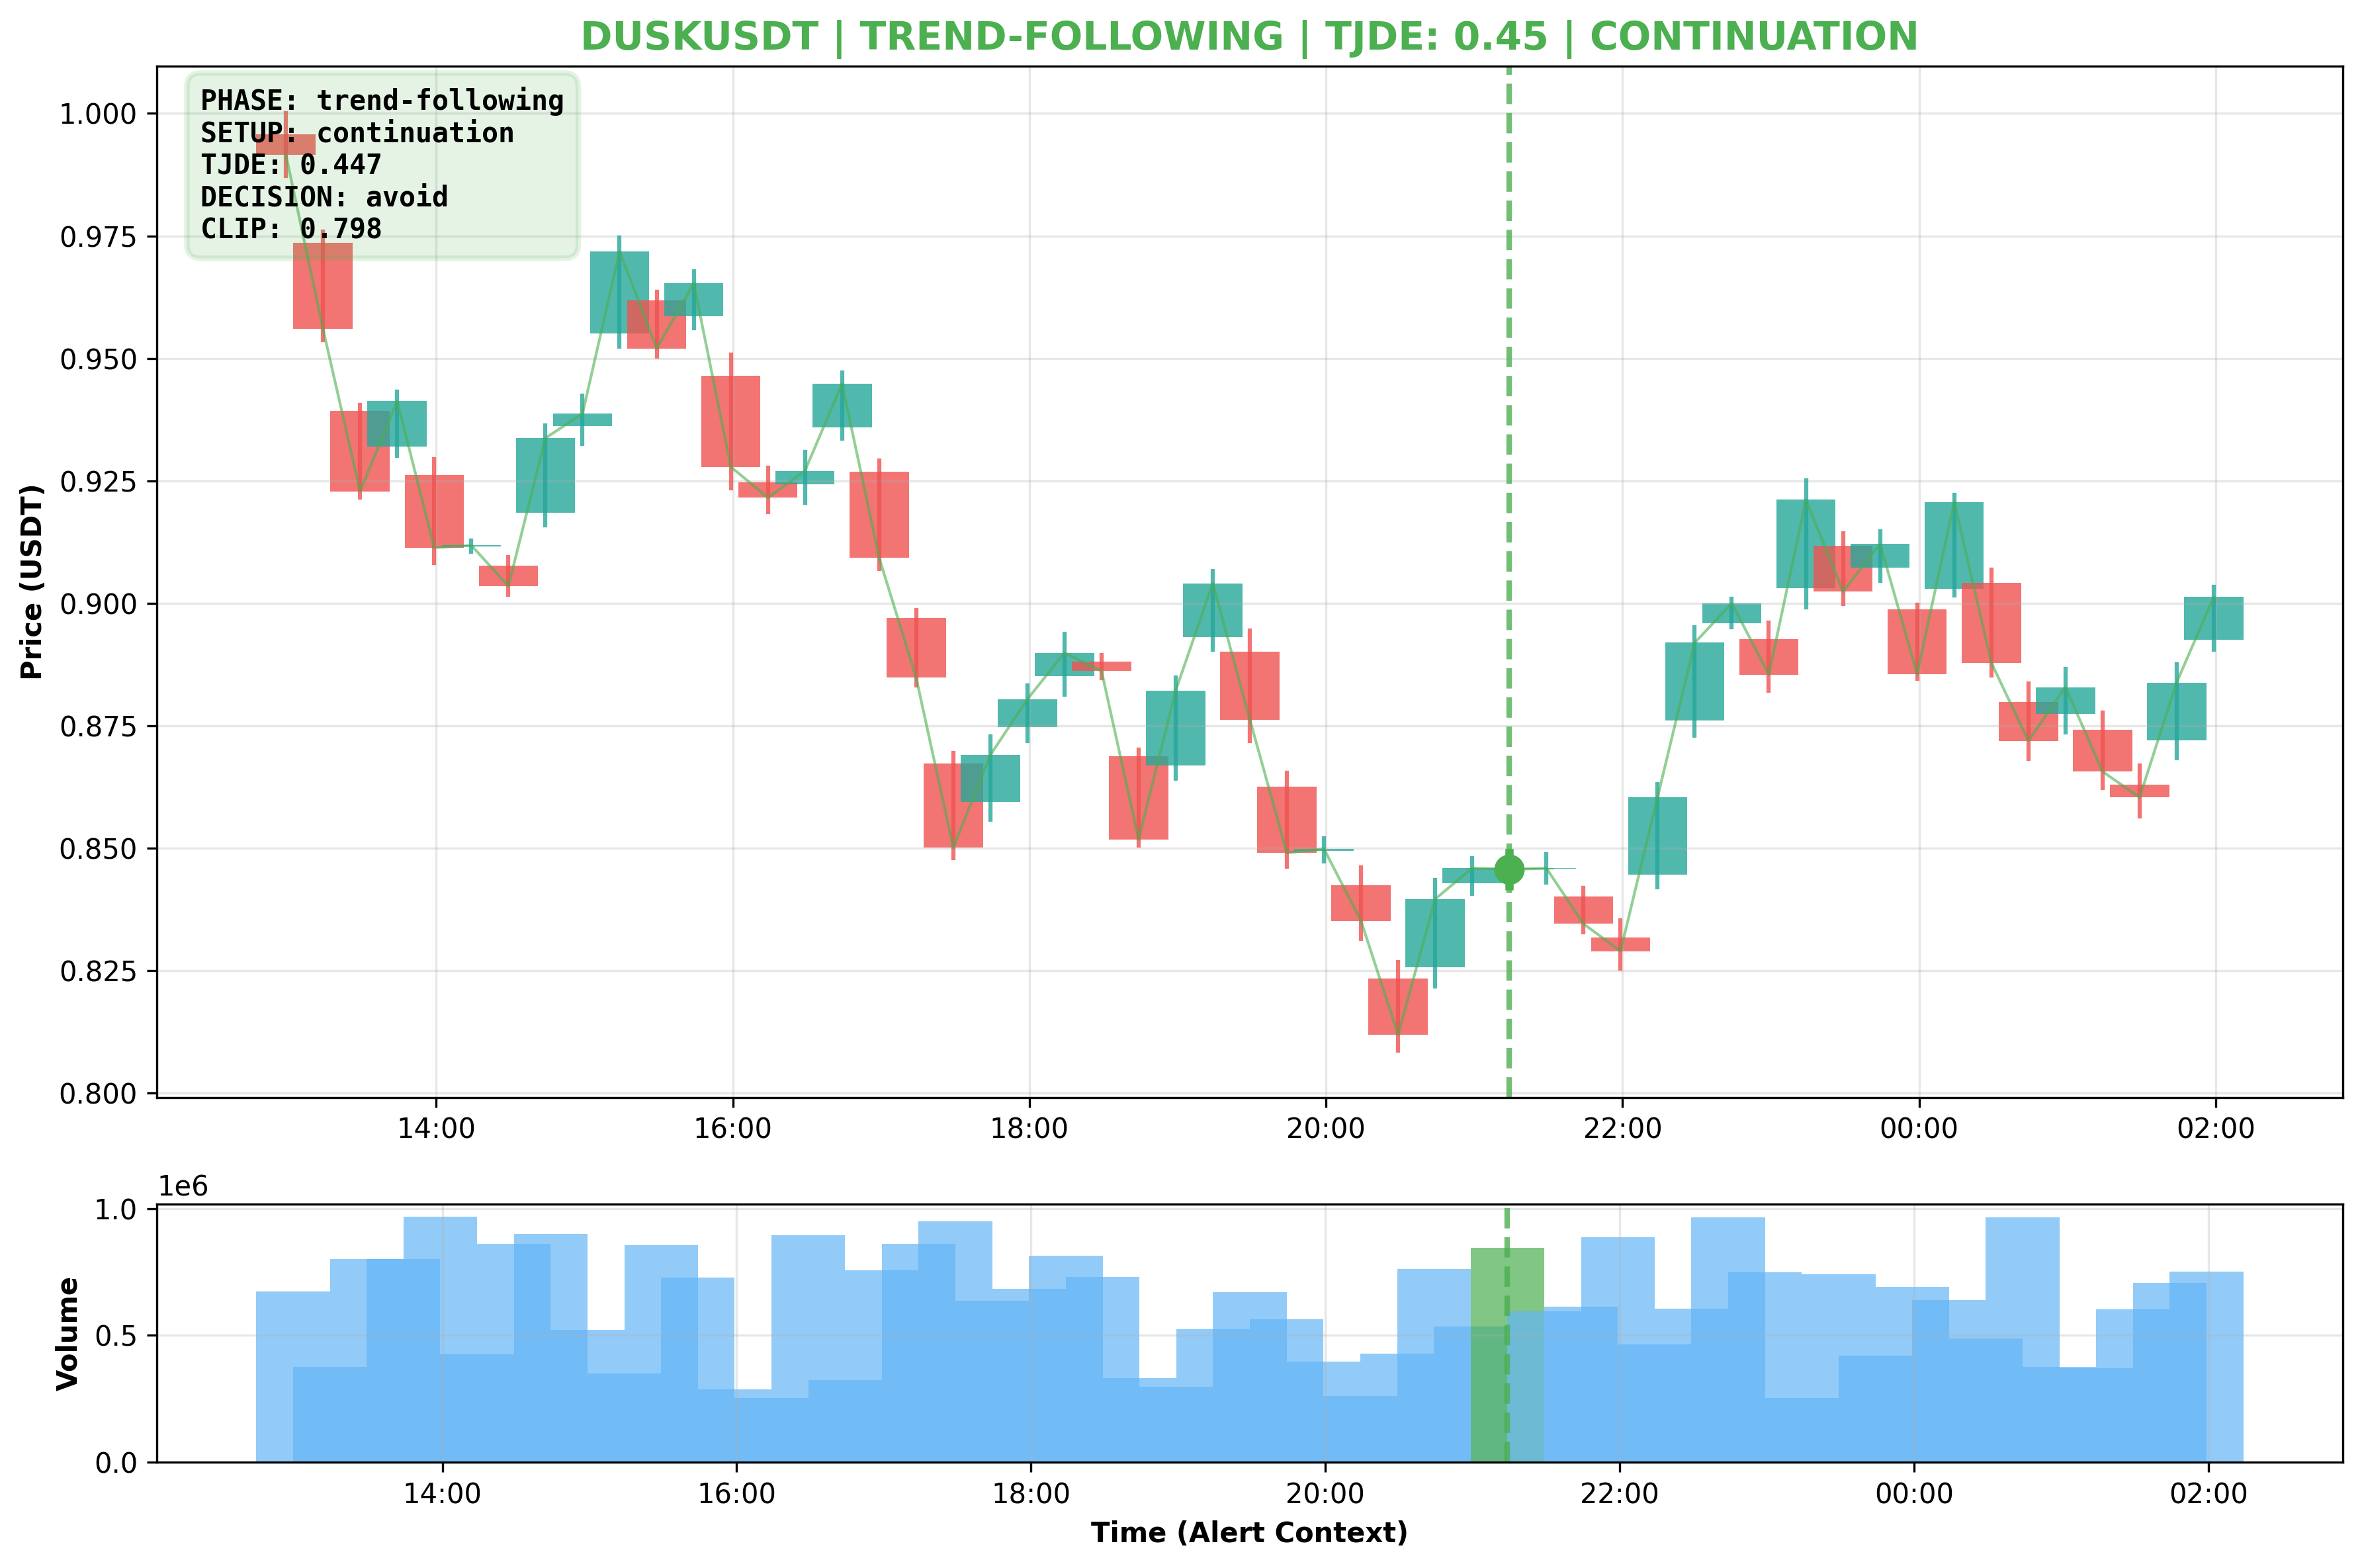 DUSKUSDT | TREND-FOLLOWING | TJDE: 0.45 | CONTINUATION
PHASE: trend-following
SETUP: continuation
TJDE: 0.447
DECISION: avoid
CLIP: 0.798
Price (USDT)
1.000
0.975
0.950
0.925
0.900
0.875
0.850
0.825
0.800
14:00 16:00 18:00 20:00 22:00 00:00 02:00
1e6
Volume
1.0
0.5
0.0
14:00 16:00 18:00 20:00 22:00 00:00 02:00
Time (Alert Context)